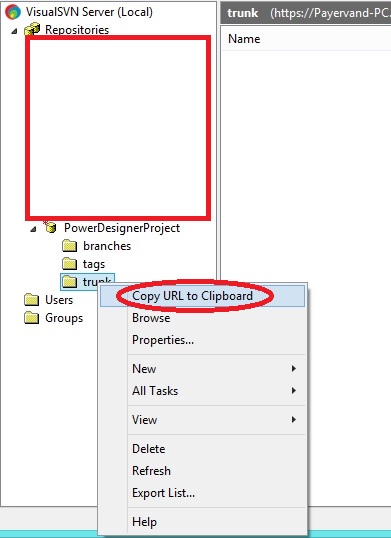 VisualSVN Server (Local)
trunk (https://Payervand-PC.
Repositories
Name
PowerDesignerProject
branches
tags
trunk
Users
Groups
Copy URL to Clipboard
Browse
Properties...
New
All Tasks
View
Delete
Refresh
Export List...
Help